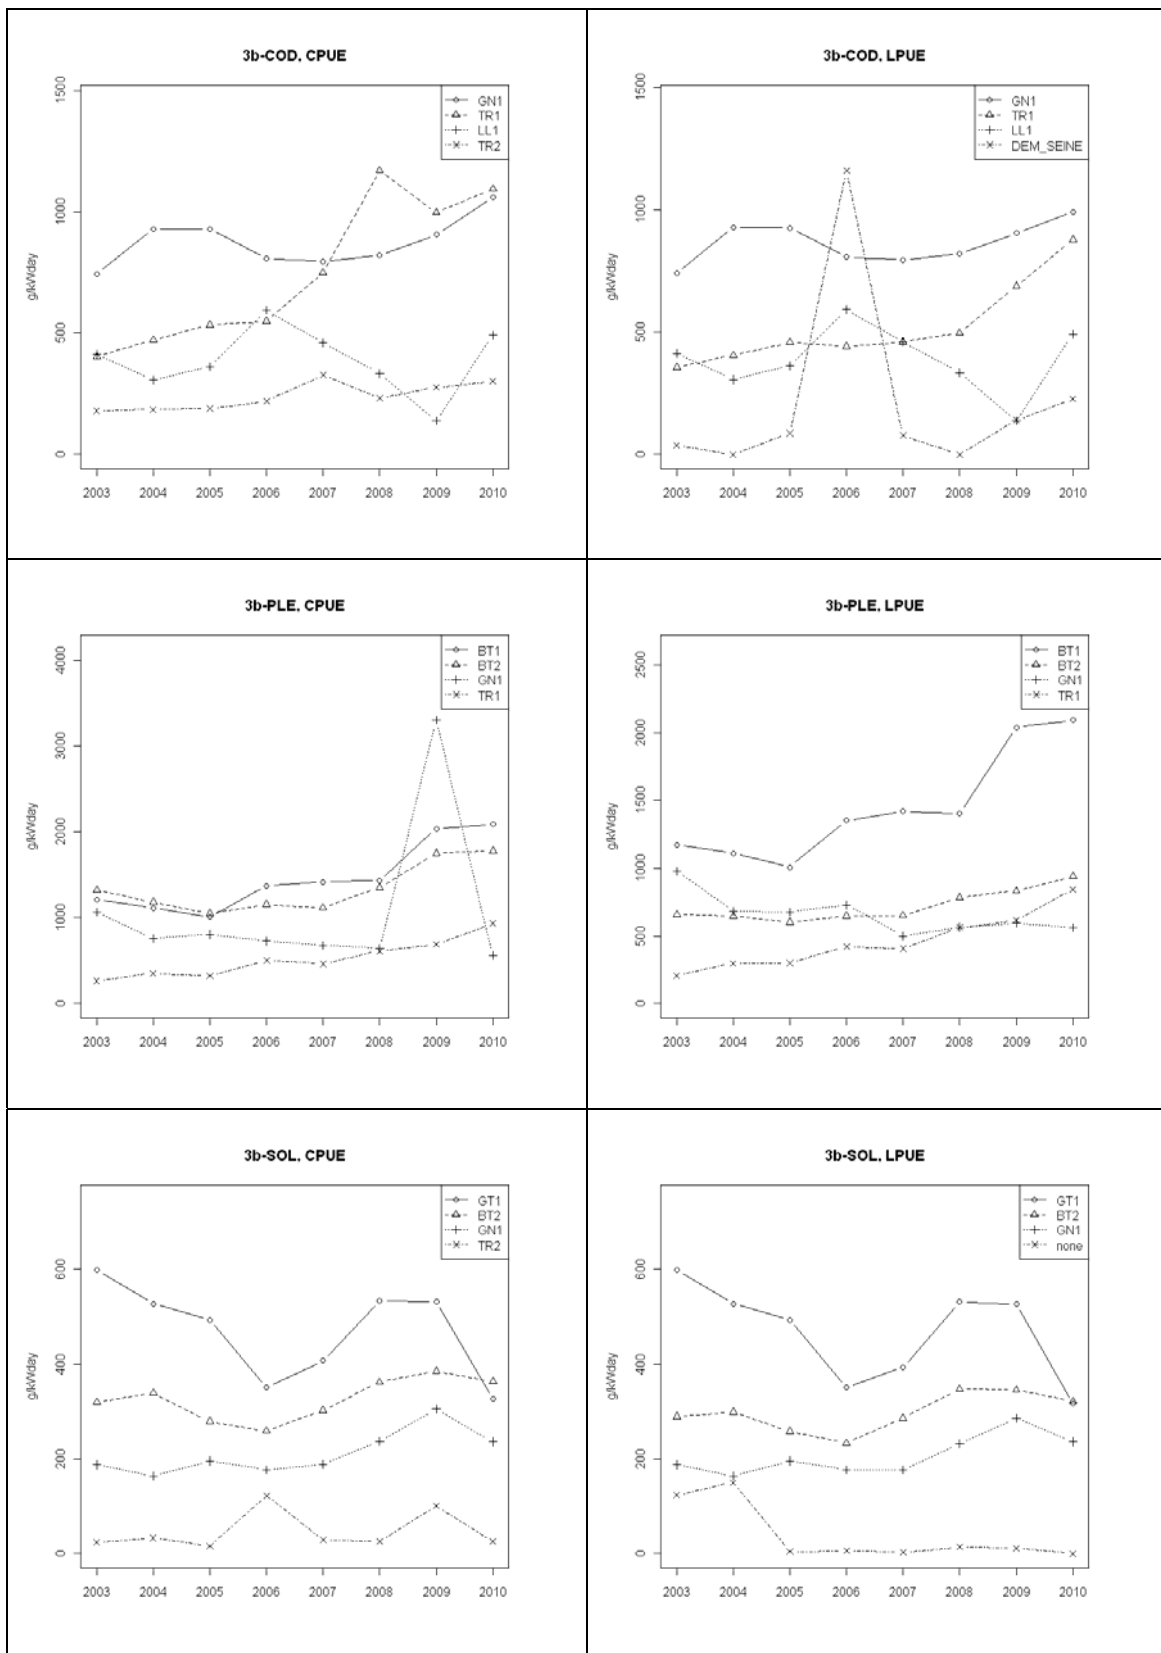 3b-COD, CPUE
1500
1000
500
0
g/kWday
GN1
TR1
LL1
TR2
2003 2004 2005 2006 2007 2008 2009 2010
3b-COD, LPUE
1500
1000
500
0
g/kWday
GN1
TR1
LL1
DEM_SEINE
2003 2004 2005 2006 2007 2008 2009 2010
3b-PLE, CPUE
4000
3000
2000
1000
0
g/kWday
BT1
BT2
GN1
TR1
2003 2004 2005 2006 2007 2008 2009 2010
3b-PLE, LPUE
2500
2000
1500
1000
500
0
g/kWday
BT1
BT2
GN1
TR1
2003 2004 2005 2006 2007 2008 2009 2010
3b-SOL, CPUE
600
400
200
0
g/kWday
GT1
BT2
GN1
TR2
2003 2004 2005 2006 2007 2008 2009 2010
3b-SOL, LPUE
600
400
200
0
g/kWday
GT1
BT2
GN1
none
2003 2004 2005 2006 2007 2008 2009 2010